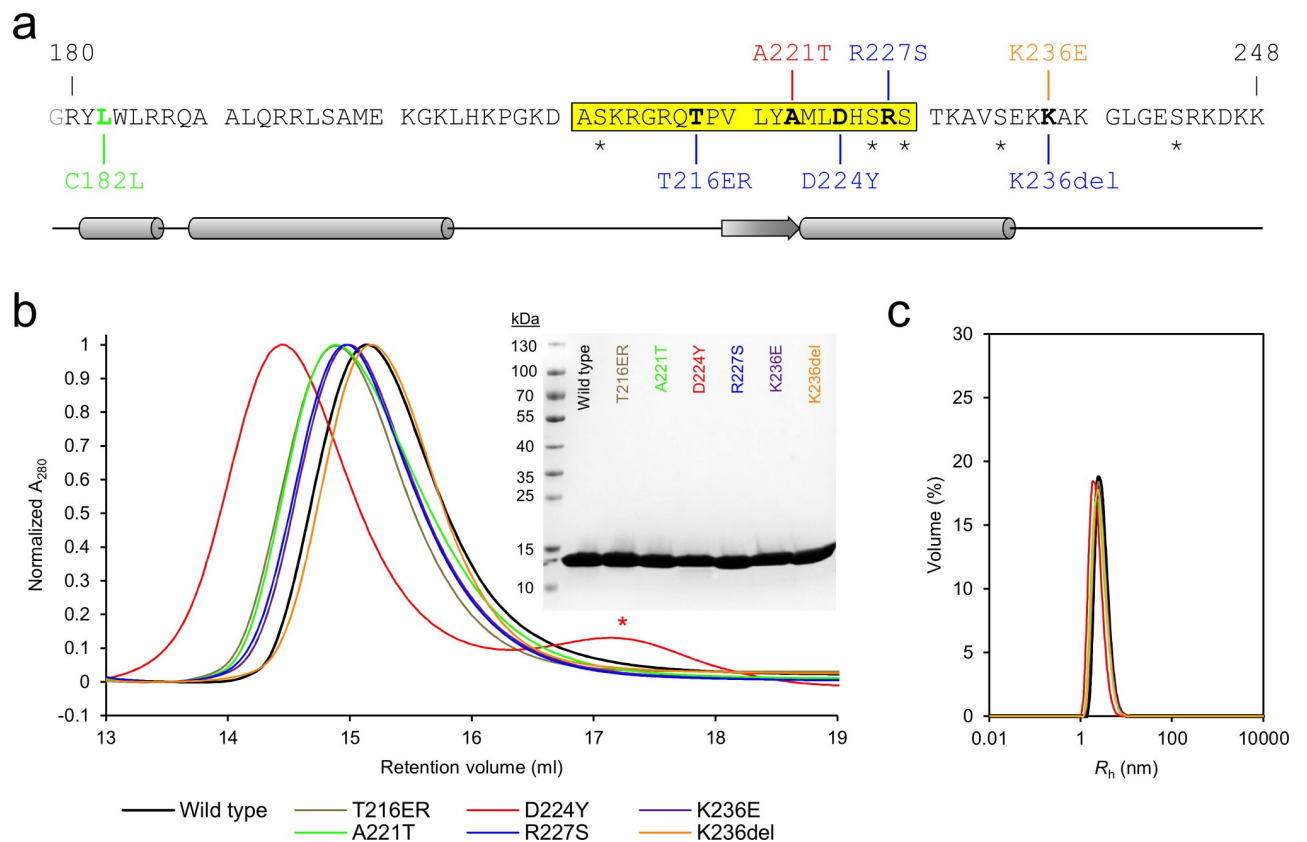 a
180 A221T R227S K236E 248
GRYLWLRRQA ALQRRLSAME KGKLHKPGKD ASKRGRQTPV LYAMLDHSRS TKAVSEKKAK GLGESRKDKK
* * * * *
C182L T216ER D224Y K236del
b
kDa
130
100
70
55
40
35
25
15
10
Wild type
T216ER
A221T
D224Y
R227S
K236E
K236del
*
Normalized A280
1
0.9
0.8
0.7
0.6
0.5
0.4
0.3
0.2
0.1
0
-0.1
13 14 15 16 17 18 19
Retention volume (ml)
Wild type T216ER D224Y K236E
A221T R227S K236del
c
Volume (%)
30
25
20
15
10
5
0
0.01 1 100 10000
Rh (nm)